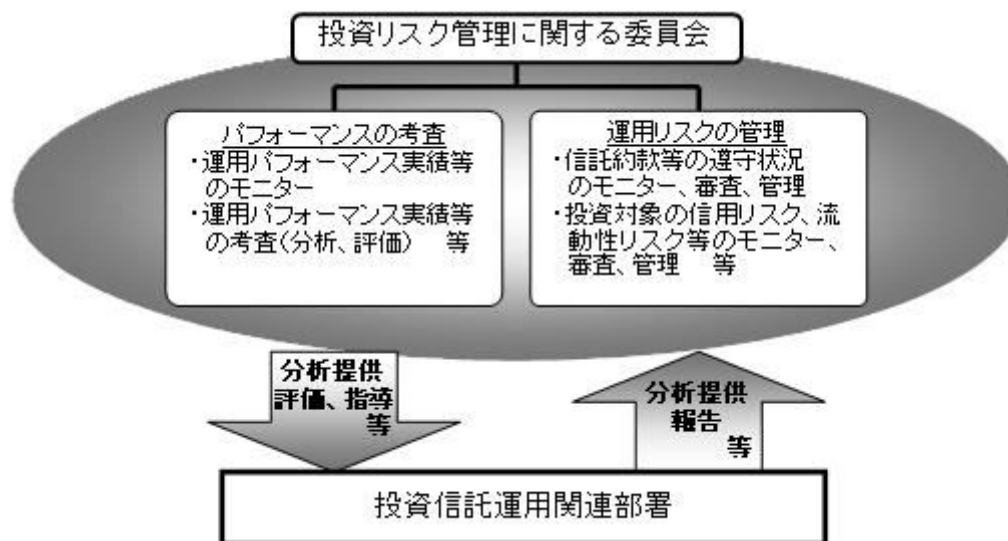 投資リスク管理に関する委員会
パフォーマンスの考査
・運用パフォーマンス実績等
のモニター
・運用パフォーマンス実績等
の考査(分析、評価) 等
運用リスクの管理
・信託約款等の遵守状況
のモニター、審査、管理
・投資対象の信用リスク、流
動性リスク等のモニター、
審査、管理 等
分析提供
評価、指導
等
分析提供
報告
等
投資信託運用関連部署